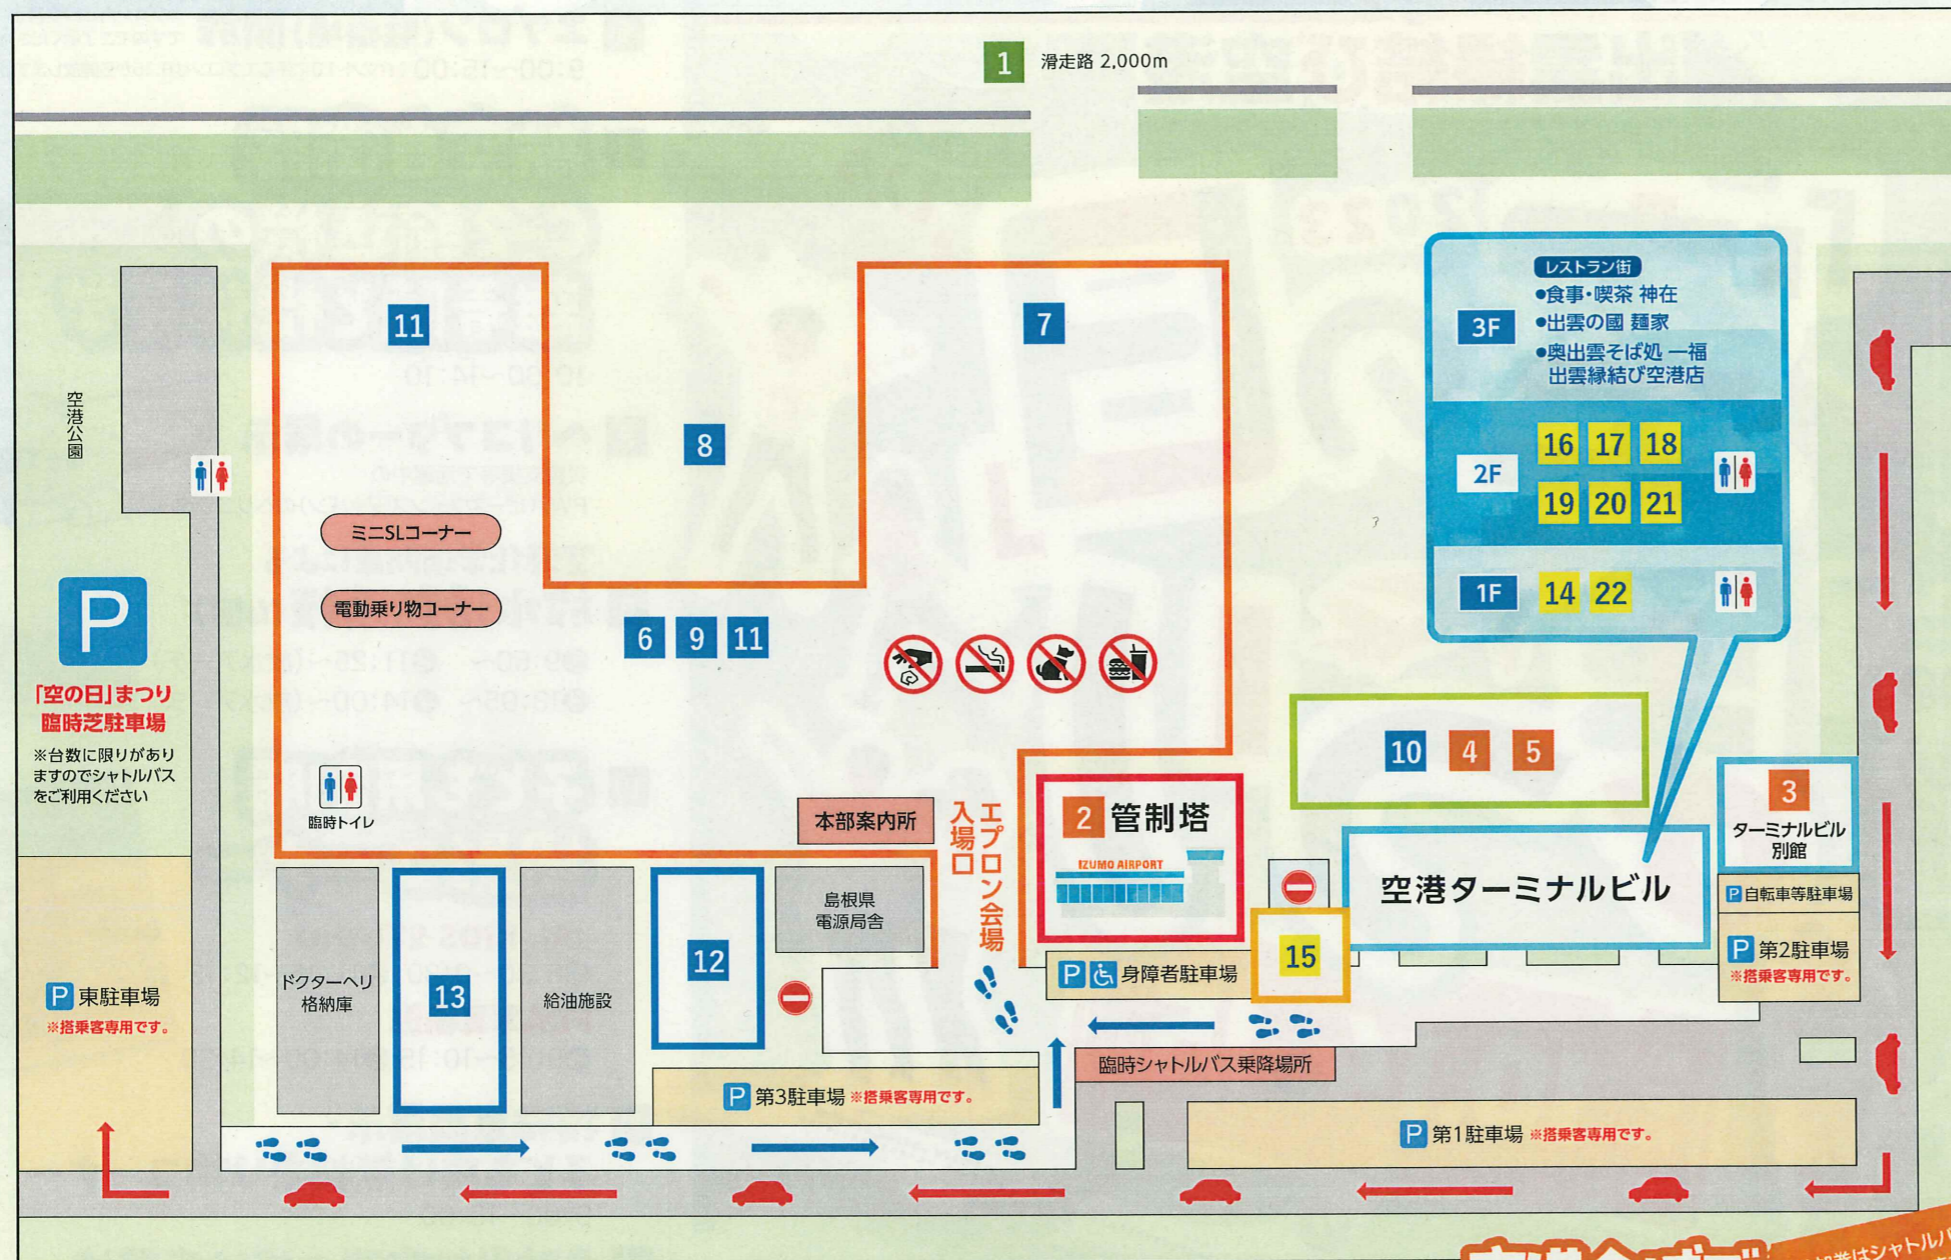 1 滑走路 2,000m
11
7
8
レストラン街
3F
●食事・喫茶 神在
●出雲の國 麺家
●奥出雲そば処 一福
出雲縁結び空港店
2F
16 17 18
19 20 21
1F
14 22
空港公園
ミニSLコーナー
電動乗り物コーナー
6 9 11
P
「空の日」まつり
臨時芝駐車場
※台数に限りがあり
ますのでシャトルバス
をご利用ください
臨時トイレ
本部案内所
エプロン会場
入場口
2 管制塔
IZUMO AIRPORT
10 4 5
空港ターミナルビル
3
ターミナルビル
別館
P 自転車等駐車場
P 第2駐車場
※搭乗客専用です。
島根県
電源局舎
12
ドクターヘリ
格納庫
13
給油施設
15
P 身障者駐車場
P 東駐車場
※搭乗客専用です。
臨時シャトルバス乗降場所
P 第3駐車場 ※搭乗客専用です。
P 第1駐車場 ※搭乗客専用です。